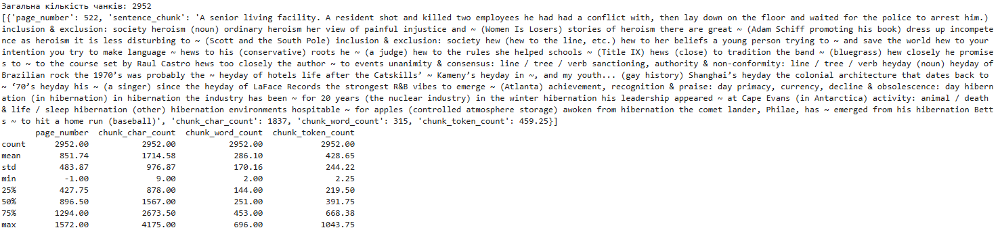 Загальна кількість чанків: 2952
[{'page_number': 522, 'sentence_chunk': 'A senior living facility. A resident shot and killed two employees he had had a conflict with, then lay down on the floor and waited for the police to arrest him.)
inclusion & exclusion: society heroism (noun) ordinary heroism her view of painful injustice and ~ (Women Is Losers) stories of heroism there are great ~ (Adam Schiff promoting his book) dress up incompete
nce as heroism it is less disturbing to ~ (Scott and the South Pole) inclusion & exclusion: society hew (hew to the line, etc.) hew to her beliefs a young person trying to ~ and save the world hew to your
intention you try to make language ~ hews to his (conservative) roots he ~ (a judge) hew to the rules she helped schools ~ (Title IX) hews (close) to tradition the band ~ (bluegrass) hew closely he promise
s to ~ to the course set by Raul Castro hews too closely the author ~ to events unanimity & consensus: line / tree / verb sanctioning, authority & non-conformity: line / tree / verb heyday (noun) heyday of
Brazilian rock the 1970’s was probably the ~ heyday of hotels life after the Catskills’ ~ Kameny’s heyday in ~, and my youth... (gay history) Shanghai’s heyday the colonial architecture that dates back to
~ ‘70’s heyday his ~ (a singer) since the heyday of LaFace Records the strongest R&B vibes to emerge ~ (Atlanta) achievement, recognition & praise: day primacy, currency, decline & obsolescence: day hibern
ation (in hibernation) in hibernation the industry has been ~ for 20 years (the nuclear industry) in the winter hibernation his leadership appeared ~ at Cape Evans (in Antarctica) activity: animal / death
& life / sleep hibernation (other) hibernation environments hospitable ~ for apples (controlled atmosphere storage) awoken from hibernation the comet lander, Philae, has ~ emerged from his hibernation Bett
s ~ to hit a home run (baseball)', 'chunk_char_count': 1837, 'chunk_word_count': 315, 'chunk_token_count': 459.25}]
page_number chunk_char_count chunk_word_count chunk_token_count
count 2952.00 2952.00 2952.00 2952.00
mean 851.74 1714.58 286.10 428.65
std 483.87 976.87 170.16 244.22
min -1.00 9.00 2.00 2.25
25% 427.75 878.00 144.00 219.50
50% 896.50 1567.00 251.00 391.75
75% 1294.00 2673.50 453.00 668.38
max 1572.00 4175.00 696.00 1043.75